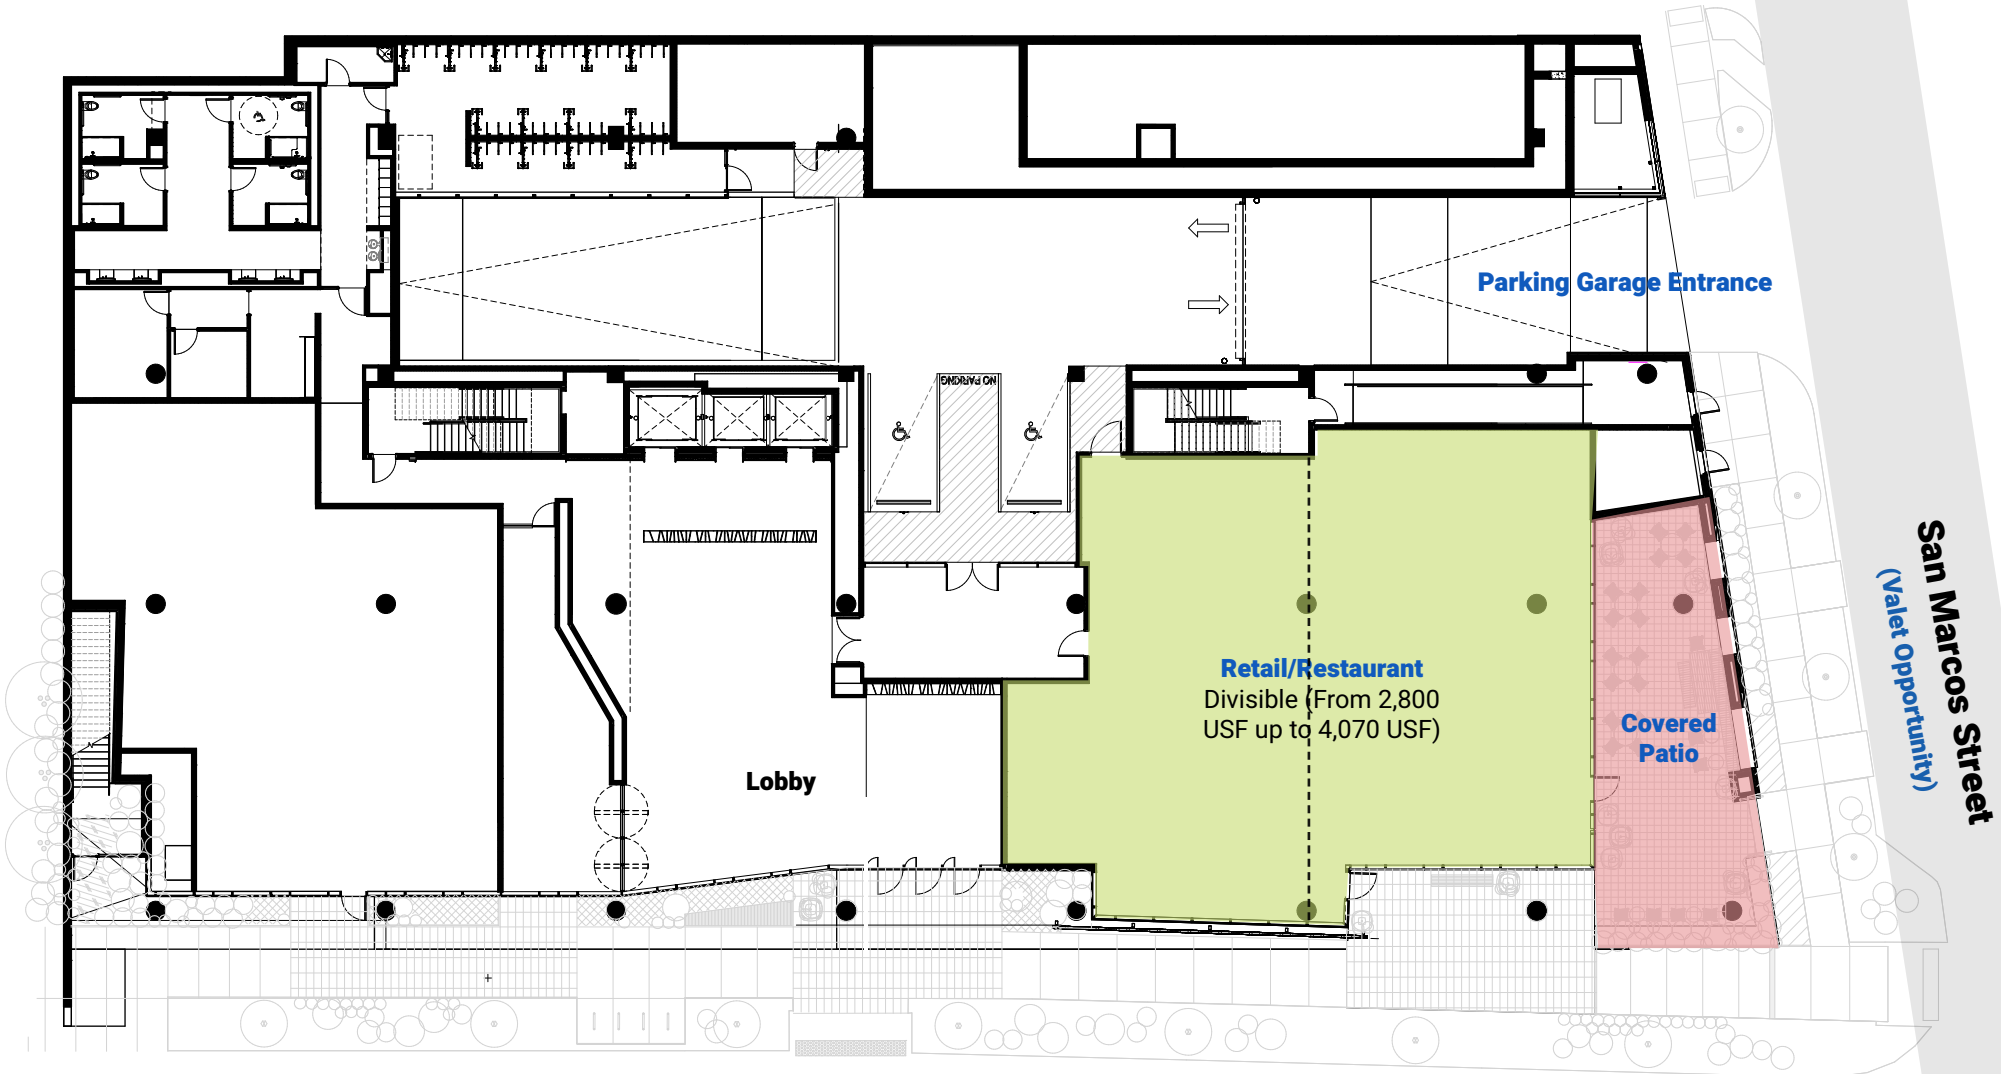 Parking Garage Entrance
NO PARKING
San Marcos Street
(Valet Opportunity)
Retail/Restaurant
Divisible (From 2,800
USF up to 4,070 USF)
Covered
Patio
Lobby